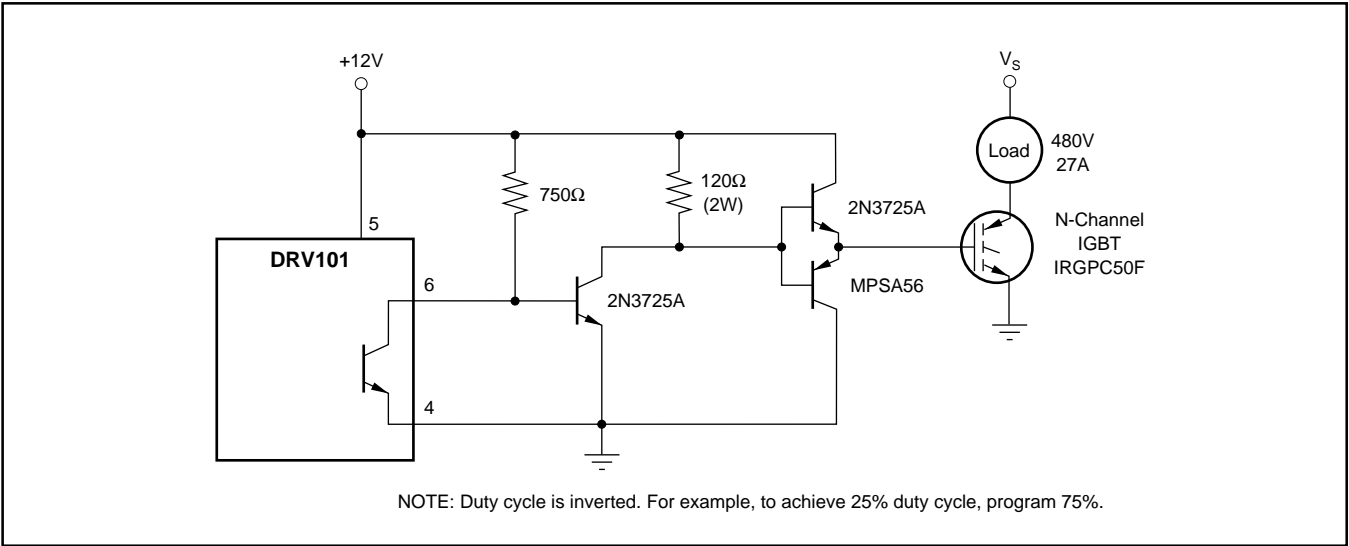 +12V
V_S
Load
480V
27A
750Ω
120Ω
(2W)
2N3725A
N-Channel
IGBT
IRGPC50F
5
DRV101
6
2N3725A
MPSA56
4
NOTE: Duty cycle is inverted. For example, to achieve 25% duty cycle, program 75%.